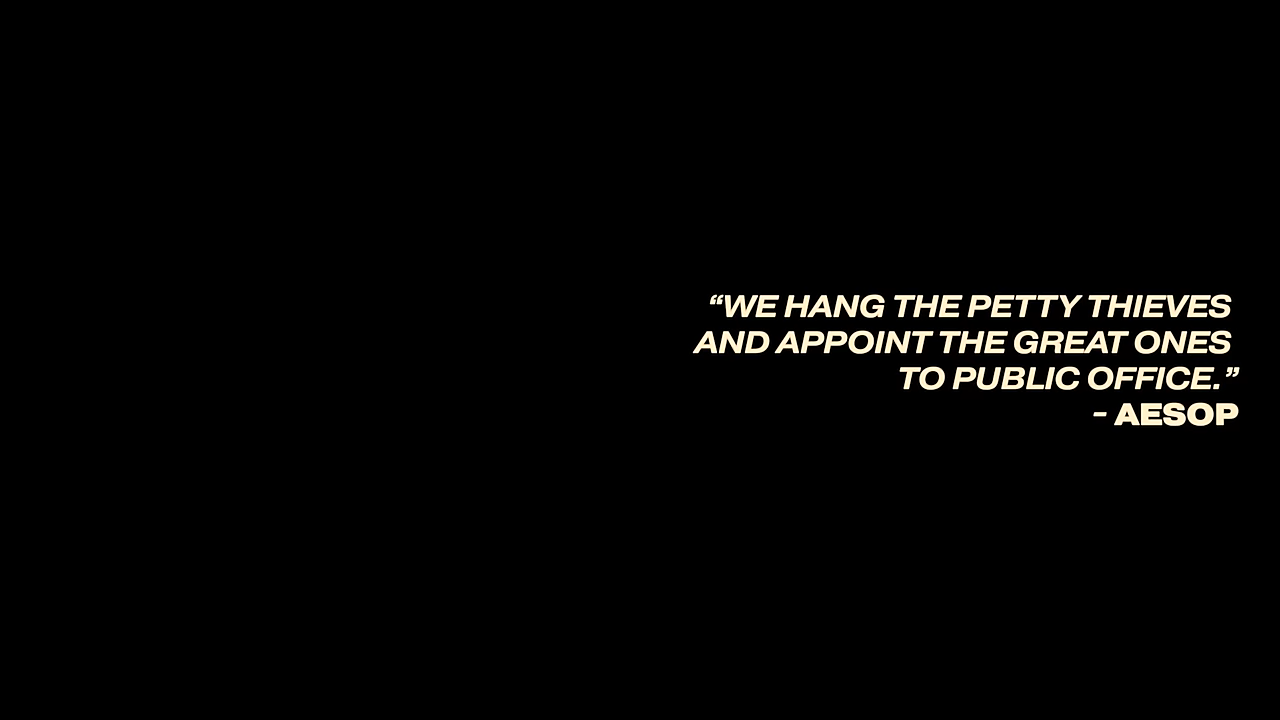 “WE HANG THE PETTY THIEVES
AND APPOINT THE GREAT ONES
TO PUBLIC OFFICE.”
- AESOP